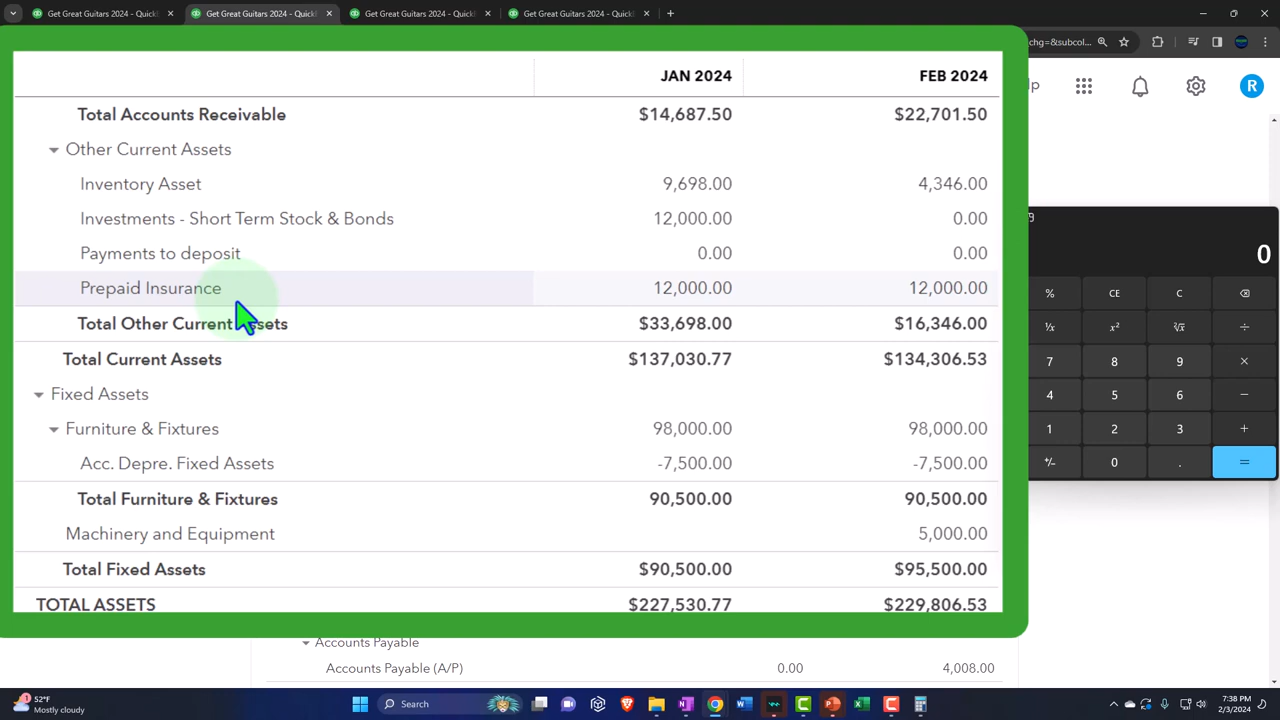 Get Great Guitars 2024 - Quick
Get Great Guitars 2024 - Quick
Get Great Guitars 2024 - Quick
Get Great Guitars 2024 - Quick
chg=&subcol
JAN 2024 FEB 2024
R
Total Accounts Receivable $14,687.50 $22,701.50
Other Current Assets
Inventory Asset 9,698.00 4,346.00
Investments - Short Term Stock & Bonds 12,000.00 0.00
Payments to deposit 0.00 0.00
0
Prepaid Insurance 12,000.00 12,000.00
% CE C
Total Other Current Assets $33,698.00 $16,346.00
⅟x x² ²√x ÷
Total Current Assets $137,030.77 $134,306.53
7 8 9 ×
Fixed Assets
4 5 6 −
Furniture & Fixtures 98,000.00 98,000.00
1 2 3 +
Acc. Depre. Fixed Assets -7,500.00 -7,500.00
+/- 0 . =
Total Furniture & Fixtures 90,500.00 90,500.00
Machinery and Equipment 5,000.00
Total Fixed Assets $90,500.00 $95,500.00
TOTAL ASSETS $227,530.77 $229,806.53
Accounts Payable
Accounts Payable (A/P) 0.00 4,008.00
52°F
Mostly cloudy
Search
7:38 PM
2/3/2024